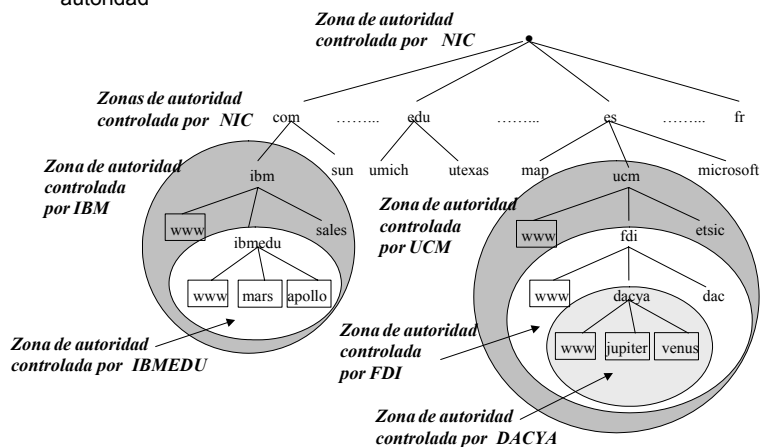 autoridad
Zona de autoridad
controlada por NIC
Zonas de autoridad
controlada por NIC
com ........... edu ......... es ......... fr
Zona de autoridad
controlada
por IBM
ibm
sun
umich
utexas
map
ucm
microsoft
Zona de autoridad
controlada
por UCM
www
sales
ibmedu
www
etsic
fdi
www
mars
apollo
www
dacya
dac
Zona de autoridad
controlada por IBMEDU
Zona de autoridad
controlada
por FDI
www
jupiter
venus
Zona de autoridad
controlada por DACYA